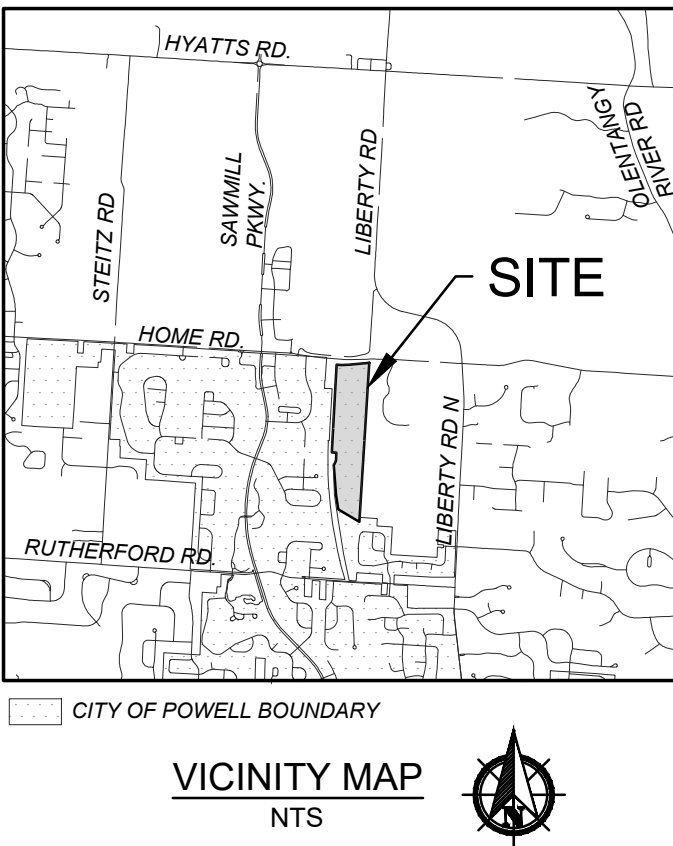 HYATTS RD.
OLENTANGY
RIVER RD
STEITZ RD
SAWMILL
PKWY.
LIBERTY RD
SITE
HOME RD.
LIBERTY RD N
RUTHERFORD RD.
CITY OF POWELL BOUNDARY
VICINITY MAP
NTS
N